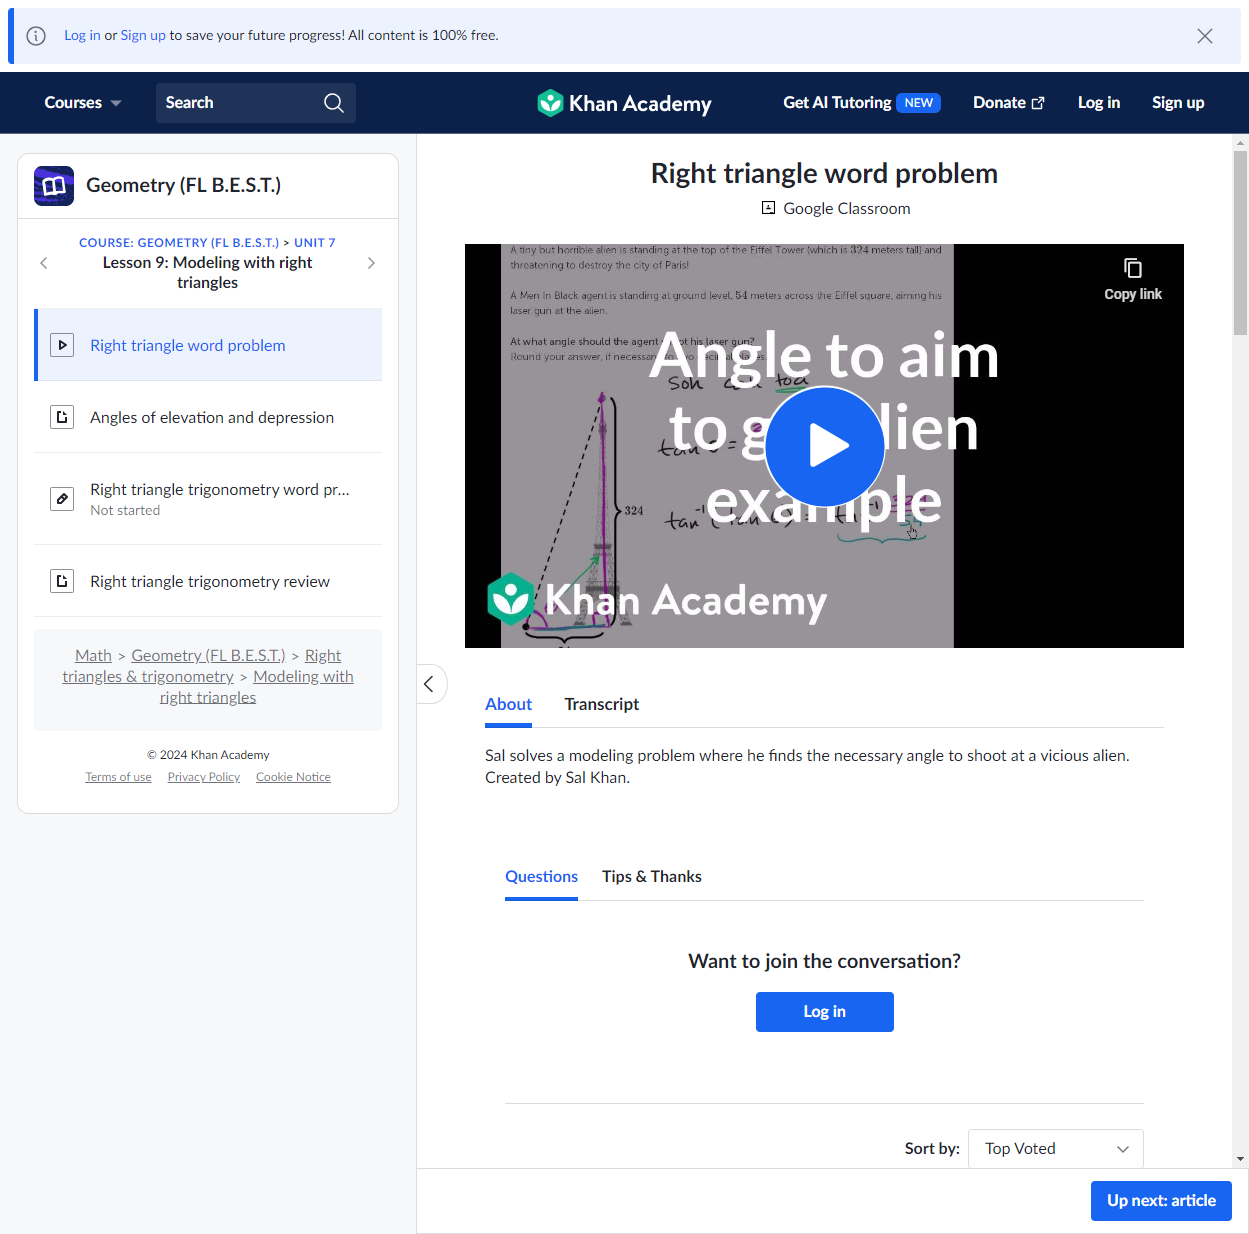 Log in or Sign up to save your future progress! All content is 100% free.
Courses
Search
Khan Academy
Get AI Tutoring NEW
Donate
Log in
Sign up
Geometry (FL B.E.S.T.)
COURSE: GEOMETRY (FL B.E.S.T.) > UNIT 7
Lesson 9: Modeling with right
triangles
Right triangle word problem
Angles of elevation and depression
Right triangle trigonometry word pr...
Not started
Right triangle trigonometry review
Math > Geometry (FL B.E.S.T.) > Right
triangles & trigonometry > Modeling with
right triangles
© 2024 Khan Academy
Terms of use Privacy Policy Cookie Notice
Right triangle word problem
Google Classroom
A tiny but horrible alien is standing at the top of the Eiffel Tower (which is 324 meters tall) and
threatening to destroy the city of Paris!
A Men In Black agent is standing at ground level, 54 meters across the Eiffel square, aiming his
laser gun at the alien.
At what angle should the agent his laser gun?
Round your answer, if necessary decimal places.
Copy link
Angle to aim
to
example
soh cah toa
324
Khan Academy
About
Transcript
Sal solves a modeling problem where he finds the necessary angle to shoot at a vicious alien.
Created by Sal Khan.
Questions
Tips & Thanks
Want to join the conversation?
Log in
Sort by:
Top Voted
Up next: article